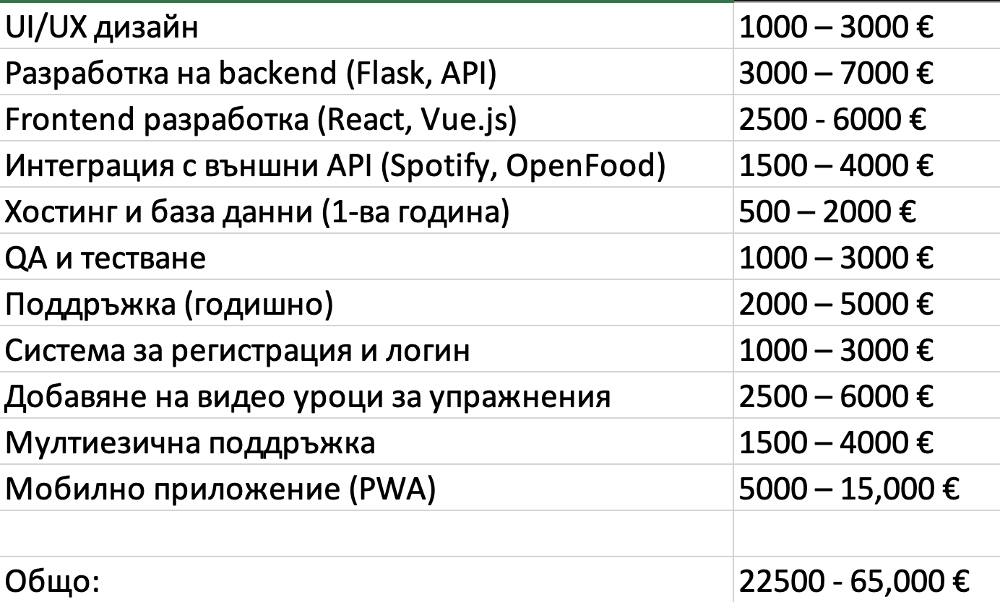 UI/UX дизайн 1000 – 3000 €
Разработка на backend (Flask, API) 3000 – 7000 €
Frontend разработка (React, Vue.js) 2500 - 6000 €
Интеграция с външни API (Spotify, OpenFood) 1500 – 4000 €
Хостинг и база данни (1-ва година) 500 – 2000 €
QA и тестване 1000 – 3000 €
Поддръжка (годишно) 2000 – 5000 €
Система за регистрация и логин 1000 – 3000 €
Добавяне на видео уроци за упражнения 2500 – 6000 €
Мултиезична поддръжка 1500 – 4000 €
Мобилно приложение (PWA) 5000 – 15,000 €
Общо: 22500 - 65,000 €